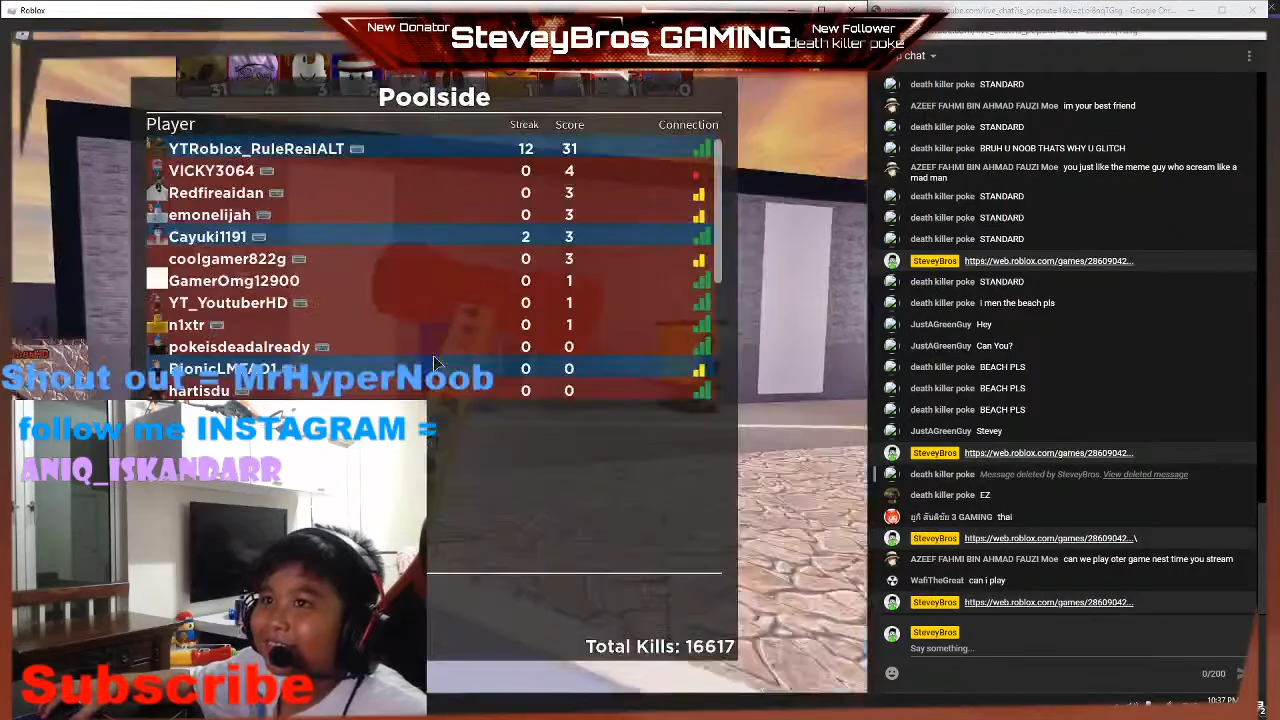 Roblox
New Donator
SteveyBros GAMING
New Follower
death killer poke
chat
Poolside
Player Streak Score Connection
YTRoblox_RuleRealALT 12 31
VICKY3064 0 4
Redfireaidan 0 3
emonelijah 0 3
Cayuki1191 2 3
coolgamer822g 0 3
GamerOmg12900 0 1
YT_YoutuberHD 0 1
n1xtr 0 1
pokeisdeadalready 0 0
BionicLMFAO1 0 0
hartisdu 0 0
Total Kills: 16617
Shout out = MrHyperNoob
follow me INSTAGRAM =
ANIQ_ISKANDARR
Subscribe
death killer poke STANDARD
AZEEF FAHMI BIN AHMAD FAUZI Moe im your best friend
death killer poke STANDARD
death killer poke BRUH U NOOB THATS WHY U GLITCH
AZEEF FAHMI BIN AHMAD FAUZI Moe you just like the meme guy who scream like a
mad man
death killer poke STANDARD
death killer poke STANDARD
death killer poke STANDARD
SteveyBros https://web.roblox.com/games/28609042...
death killer poke STANDARD
death killer poke i men the beach pls
JustAGreenGuy Hey
JustAGreenGuy Can You?
death killer poke BEACH PLS
death killer poke BEACH PLS
death killer poke BEACH PLS
JustAGreenGuy Stevey
SteveyBros https://web.roblox.com/games/28609042...
death killer poke Message deleted by SteveyBros. View deleted message
death killer poke EZ
3 GAMING thai
SteveyBros https://web.roblox.com/games/28609042...\
AZEEF FAHMI BIN AHMAD FAUZI Moe can we play oter game nest time you stream
WafiTheGreat can i play
SteveyBros https://web.roblox.com/games/28609042...
SteveyBros
Say something...
0/200
10:37 PM